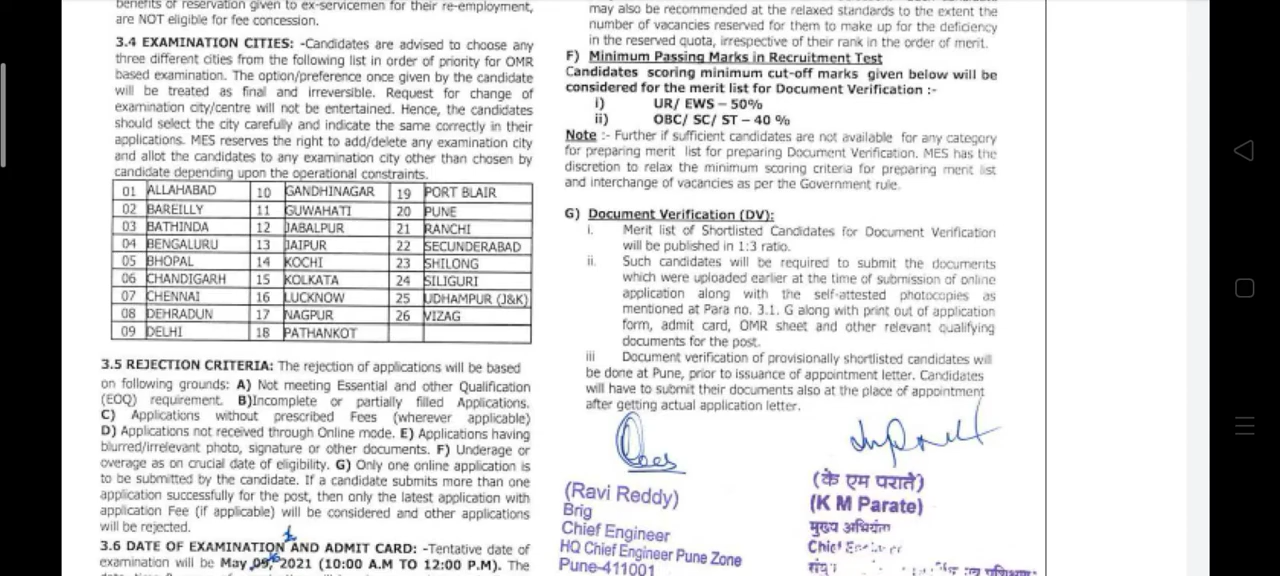 benefits of reservation given to ex-servicemen for their re-employment,
are NOT eligible for fee concession.
3.4 EXAMINATION CITIES: -Candidates are advised to choose any
three different cities from the following list in order of priority for OMR
based examination. The option/preference once given by the candidate
will be treated as final and irreversible. Request for change of
examination city/centre will not be entertained. Hence, the candidates
should select the city carefully and indicate the same correctly in their
applications. MES reserves the right to add/delete any examination city
and allot the candidates to any examination city other than chosen by
candidate depending upon the operational constraints.
01 ALLAHABAD 10 GANDHINAGAR 19 PORT BLAIR
02 BAREILLY 11 GUWAHATI 20 PUNE
03 BATHINDA 12 JABALPUR 21 RANCHI
04 BENGALURU 13 JAIPUR 22 SECUNDERABAD
05 BHOPAL 14 KOCHI 23 SHILONG
06 CHANDIGARH 15 KOLKATA 24 SILIGURI
07 CHENNAI 16 LUCKNOW 25 UDHAMPUR (J&K)
08 DEHRADUN 17 NAGPUR 26 VIZAG
09 DELHI 18 PATHANKOT
3.5 REJECTION CRITERIA: The rejection of applications will be based
on following grounds: A) Not meeting Essential and other Qualification
(EOQ) requirement. B)Incomplete or partially filled Applications.
C) Applications without prescribed Fees (wherever applicable)
D) Applications not received through Online mode. E) Applications having
blurred/irrelevant photo, signature or other documents. F) Underage or
overage as on crucial date of eligibility. G) Only one online application is
to be submitted by the candidate. If a candidate submits more than one
application successfully for the post, then only the latest application with
application Fee (if applicable) will be considered and other applications
will be rejected.
3.6 DATE OF EXAMINATION AND ADMIT CARD: -Tentative date of
examination will be May 09, 2021 (10:00 A.M TO 12:00 P.M). The
may also be recommended at the relaxed standards to the extent the
number of vacancies reserved for them to make up for the deficiency
in the reserved quota, irrespective of their rank in the order of merit.
F) Minimum Passing Marks in Recruitment Test
Candidates scoring minimum cut-off marks given below will be
considered for the merit list for Document Verification :-
i) UR/ EWS – 50%
ii) OBC/ SC/ ST – 40 %
Note :- Further if sufficient candidates are not available for any category
for preparing merit list for preparing Document Verification. MES has the
discretion to relax the minimum scoring criteria for preparing merit list
and interchange of vacancies as per the Government rule.
G) Document Verification (DV):
i. Merit list of Shortlisted Candidates for Document Verification
will be published in 1:3 ratio.
ii. Such candidates will be required to submit the documents
which were uploaded earlier at the time of submission of online
application along with the self-attested photocopies as
mentioned at Para no. 3.1. G along with print out of application
form, admit card, OMR sheet and other relevant qualifying
documents for the post.
iii Document verification of provisionally shortlisted candidates will
be done at Pune, prior to issuance of appointment letter. Candidates
will have to submit their documents also at the place of appointment
after getting actual application letter.
(Ravi Reddy)
Brig
Chief Engineer
HQ Chief Engineer Pune Zone
Pune-411001
(के एम पराते)
(K M Parate)
मुख्य अभियंता
Chief Engineer